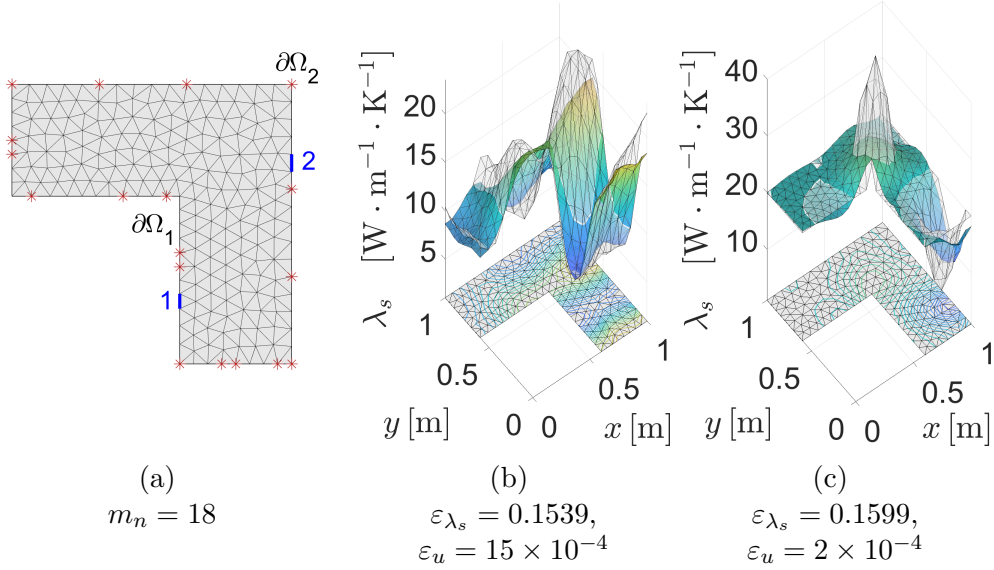 ∂Ω₂
2
∂Ω₁
1
(a)
mₙ = 18
λₛ [W · m⁻¹ · K⁻¹]
20
15
10
5
1
0.5
0
y [m]
0
0.5
1
x [m]
(b)
ε_λₛ = 0.1539,
ε_u = 15 × 10⁻⁴
λₛ [W · m⁻¹ · K⁻¹]
40
30
20
10
1
0.5
0
y [m]
0
0.5
1
x [m]
(c)
ε_λₛ = 0.1599,
ε_u = 2 × 10⁻⁴